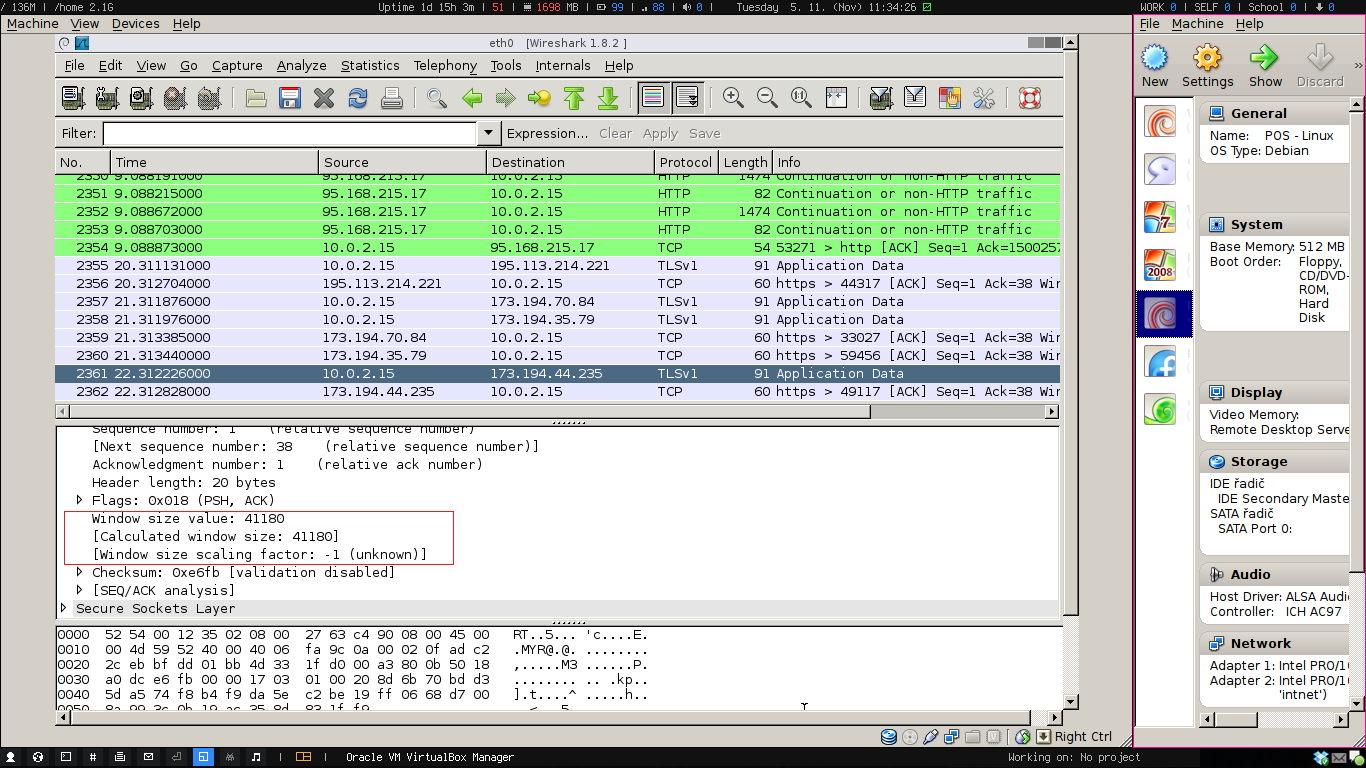 / 136M | /home 2.1G
Uptime 1d 15h 3m | 51 | 1698 MB | 99 | 88 | 0 | Tuesday 5. 11. (Nov) 11:34:26
WORK 0 | SELF 0 | School 0 | 0
Machine View Devices Help
eth0 [Wireshark 1.8.2 ]
File Edit View Go Capture Analyze Statistics Telephony Tools Internals Help
Filter: Expression... Clear Apply Save
No. Time Source Destination Protocol Length Info
2350 9.088191000 95.168.215.17 10.0.2.15 HTTP 1474 Continuation or non-HTTP traffic
2351 9.088215000 95.168.215.17 10.0.2.15 HTTP 82 Continuation or non-HTTP traffic
2352 9.088672000 95.168.215.17 10.0.2.15 HTTP 1474 Continuation or non-HTTP traffic
2353 9.088703000 95.168.215.17 10.0.2.15 HTTP 82 Continuation or non-HTTP traffic
2354 9.088873000 10.0.2.15 95.168.215.17 TCP 54 53271 > http [ACK] Seq=1 Ack=1500257
2355 20.311131000 10.0.2.15 195.113.214.221 TLSv1 91 Application Data
2356 20.312704000 195.113.214.221 10.0.2.15 TCP 60 https > 44317 [ACK] Seq=1 Ack=38 Win
2357 21.311876000 10.0.2.15 173.194.70.84 TLSv1 91 Application Data
2358 21.311976000 10.0.2.15 173.194.35.79 TLSv1 91 Application Data
2359 21.313385000 173.194.70.84 10.0.2.15 TCP 60 https > 33027 [ACK] Seq=1 Ack=38 Win
2360 21.313440000 173.194.35.79 10.0.2.15 TCP 60 https > 59456 [ACK] Seq=1 Ack=38 Win
2361 22.312226000 10.0.2.15 173.194.44.235 TLSv1 91 Application Data
2362 22.312828000 173.194.44.235 10.0.2.15 TCP 60 https > 49117 [ACK] Seq=1 Ack=38 Win
Sequence number: 1 (relative sequence number)
[Next sequence number: 38 (relative sequence number)]
Acknowledgment number: 1 (relative ack number)
Header length: 20 bytes
Flags: 0x018 (PSH, ACK)
Window size value: 41180
[Calculated window size: 41180]
[Window size scaling factor: -1 (unknown)]
Checksum: 0xe6fb [validation disabled]
[SEQ/ACK analysis]
Secure Sockets Layer
0000 52 54 00 12 35 02 08 00 27 63 c4 90 08 00 45 00 RT..5... 'c....E.
0010 00 4d 59 52 40 00 40 06 fa 9c 0a 00 02 0f ad c2 .MYR@.@. ........
0020 2c eb bf dd 01 bb 4d 33 1f d0 00 a3 80 0b 50 18 ,.....M3 ......P.
0030 a0 dc e6 fb 00 00 17 03 01 00 20 8d 6b 70 bd d3 ........ .. .kp..
0040 5d a5 74 f8 b4 f9 da 5e c2 be 19 ff 06 68 d7 00 ].t....^ .....h..
Right Ctrl
File Machine Help
New Settings Show Discard
7
2008
General
Name: POS - Linux
OS Type: Debian
System
Base Memory: 512 MB
Boot Order: Floppy,
CD/DVD-
ROM,
Hard
Disk
Display
Video Memory:
Remote Desktop Serve
Storage
IDE řadič
IDE Secondary Maste
SATA řadič
SATA Port 0:
Audio
Host Driver: ALSA Audio
Controller: ICH AC97
Network
Adapter 1: Intel PRO/10
Adapter 2: Intel PRO/10
'intnet')
Oracle VM VirtualBox Manager
Working on: No project